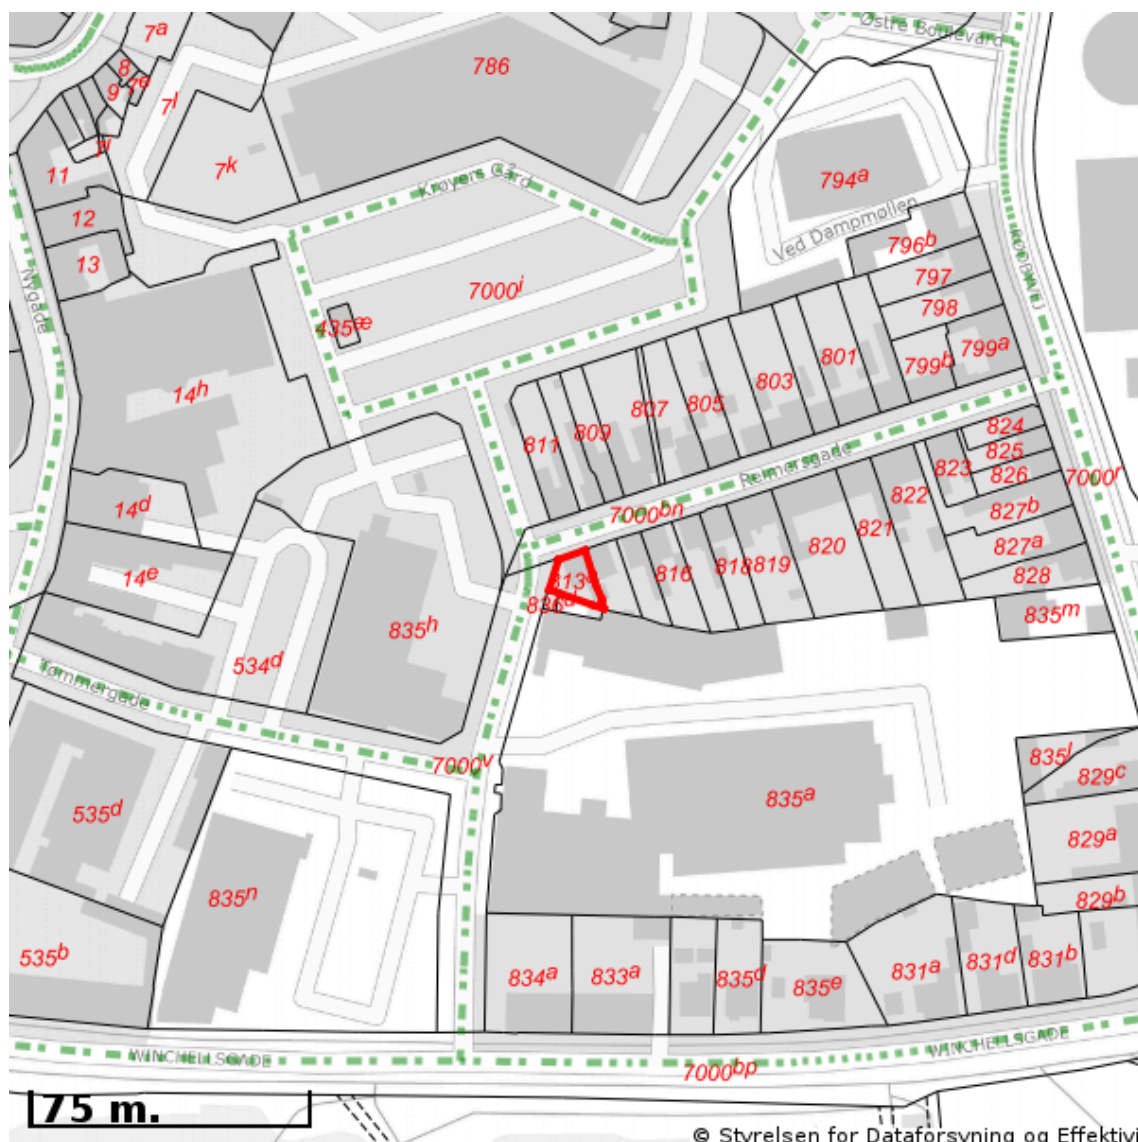 Østre Boulevard
7a
8
7e
9
7l
786
7i
11
7k
Krøyers Gård
794a
12
Ved Dampmøllen
796b
13
RØDBYVEJ
797
Nygade
7000i
798
435æ
799a
799b
801
803
805
807
14h
809
811
824
825
Reimersgade
823
826
7000r
822
827b
7000bn
14d
821
827a
820
819
818
816
828
14e
836d
835m
835h
534d
Tømmergade
835l
7000v
829c
535d
835a
829a
835n
829b
535b
834a
833a
835d
835e
831a
831d
831b
WINCHELLSGADE
WINCHELLSGADE
7000bp
75 m.
© Styrelsen for Dataforsyning og Effektivi